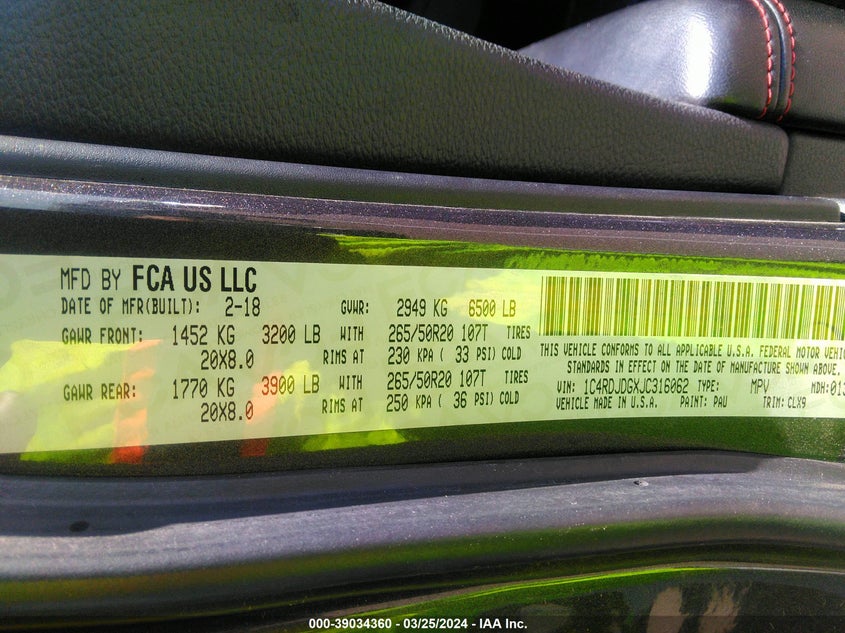 MFD BY FCA US LLC
DATE OF MFR(BUILT): 2-18 GVWR: 2949 KG 6500 LB
GAWR FRONT: 1452 KG 3200 LB WITH 265/50R20 107T TIRES
20X8.0 RIMS AT 230 KPA ( 33 PSI) COLD
GAWR REAR: 1770 KG 3900 LB WITH 265/50R20 107T TIRES
20X8.0 RIMS AT 250 KPA ( 36 PSI) COLD
THIS VEHICLE CONFORMS TO ALL APPLICABLE U.S.A. FEDERAL MOTOR
STANDARDS IN EFFECT ON THE DATE OF MANUFACTURE SHOWN ABOVE.
VIN: 1C4RDJDGXJC316062 TYPE: MPV MDH:
VEHICLE MADE IN U.S.A. PAINT: PAU TRIM: CLX9
000-39034360 - 03/25/2024 - IAA Inc.